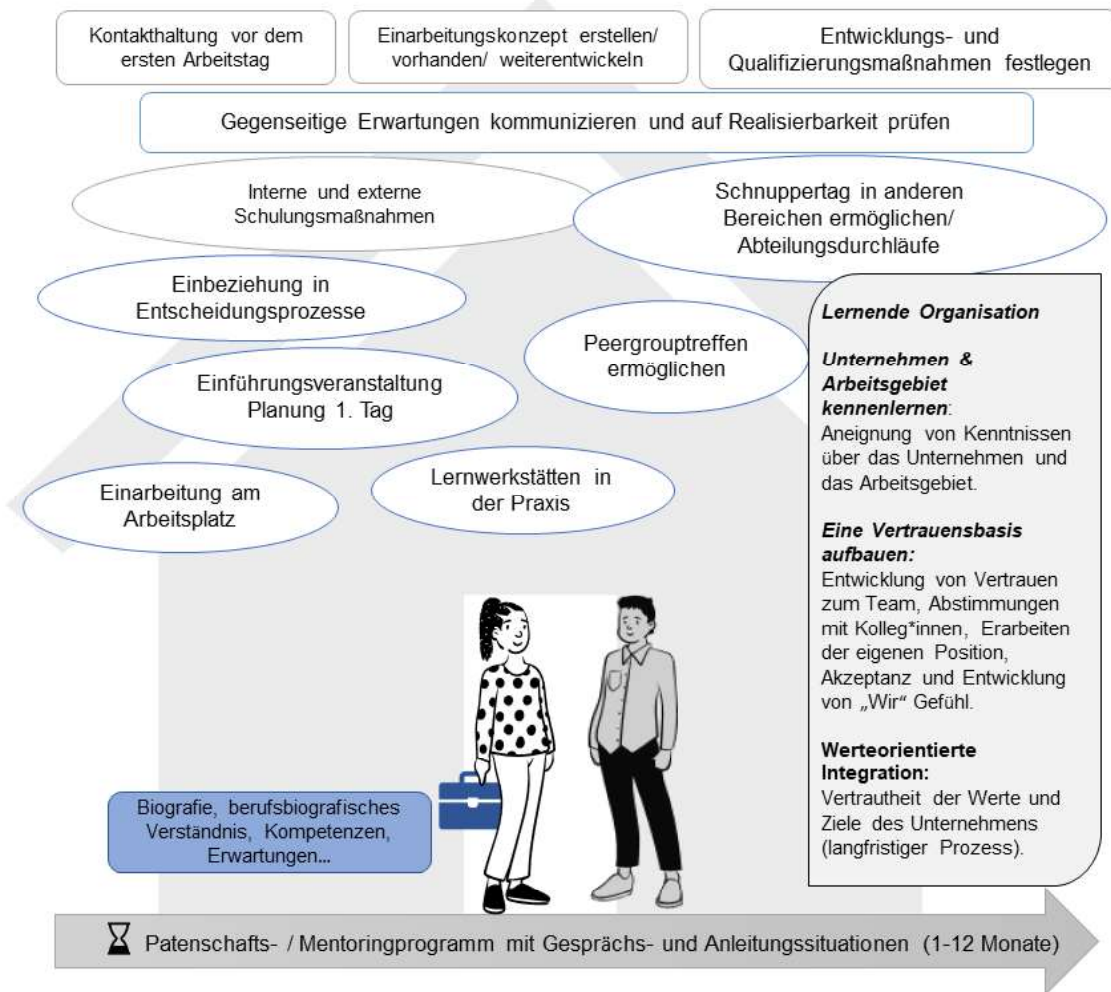 Kontakthaltung vor dem
ersten Arbeitstag
Einarbeitungskonzept erstellen/
vorhanden/ weiterentwickeln
Entwicklungs- und
Qualifizierungsmaßnahmen festlegen
Gegenseitige Erwartungen kommunizieren und auf Realisierbarkeit prüfen
Interne und externe
Schulungsmaßnahmen
Schnuppertag in anderen
Bereichen ermöglichen/
Abteilungsdurchläufe
Einbeziehung in
Entscheidungsprozesse
Peergrouptreffen
ermöglichen
Einführungsveranstaltung
Planung 1. Tag
Lernwerkstätten in
der Praxis
Einarbeitung am
Arbeitsplatz
Lernende Organisation
Unternehmen &
Arbeitsgebiet
kennenlernen:
Aneignung von Kenntnissen
über das Unternehmen und
das Arbeitsgebiet.
Eine Vertrauensbasis
aufbauen:
Entwicklung von Vertrauen
zum Team, Abstimmungen
mit Kolleg*innen, Erarbeiten
der eigenen Position,
Akzeptanz und Entwicklung
von „Wir“ Gefühl.
Werteorientierte
Integration:
Vertrautheit der Werte und
Ziele des Unternehmens
(langfristiger Prozess).
Biografie, berufsbiografisches
Verständnis, Kompetenzen,
Erwartungen...
Patenschafts- / Mentoringprogramm mit Gesprächs- und Anleitungssituationen (1-12 Monate)